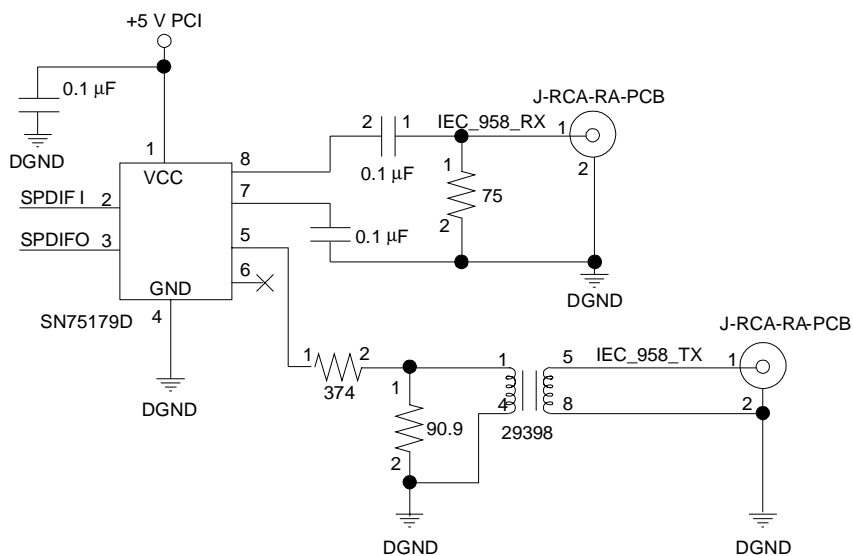 +5 V PCI
0.1 μF
DGND
1
VCC
8
7
5
6
SPDIF I 2
SPDIFO 3
GND
SN75179D
4
DGND
2 1
0.1 μF
IEC_958_RX
J-RCA-RA-PCB
1
2
1
75
2
0.1 μF
DGND
1 2
374
1
90.9
2
DGND
1
4
29398
5
8
IEC_958_TX
J-RCA-RA-PCB
1
2
DGND